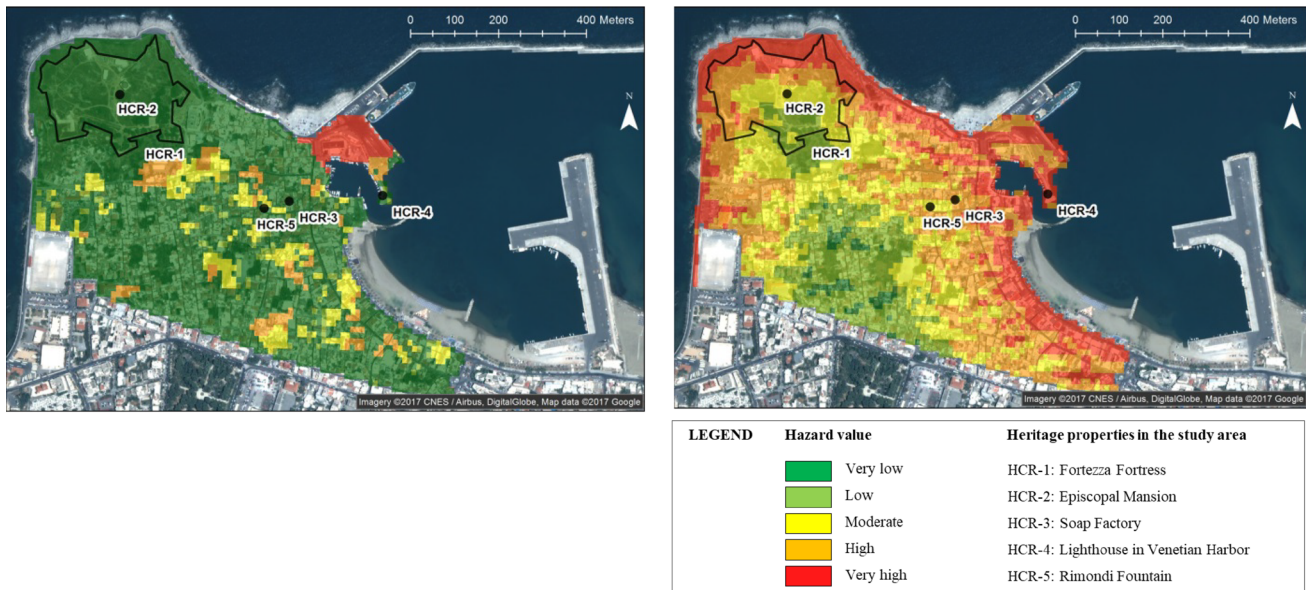 0 100 200 400 Meters
N
HCR-2
HCR-1
HCR-3
HCR-5
HCR-4
Imagery ©2017 CNES / Airbus, DigitalGlobe, Map data ©2017 Google
0 100 200 400 Meters
N
HCR-2
HCR-1
HCR-3
HCR-5
HCR-4
Imagery ©2017 CNES / Airbus, DigitalGlobe, Map data ©2017 Google
LEGEND Hazard value Heritage properties in the study area
Very low HCR-1: Fortezza Fortress
Low HCR-2: Episcopal Mansion
Moderate HCR-3: Soap Factory
High HCR-4: Lighthouse in Venetian Harbor
Very high HCR-5: Rimondi Fountain